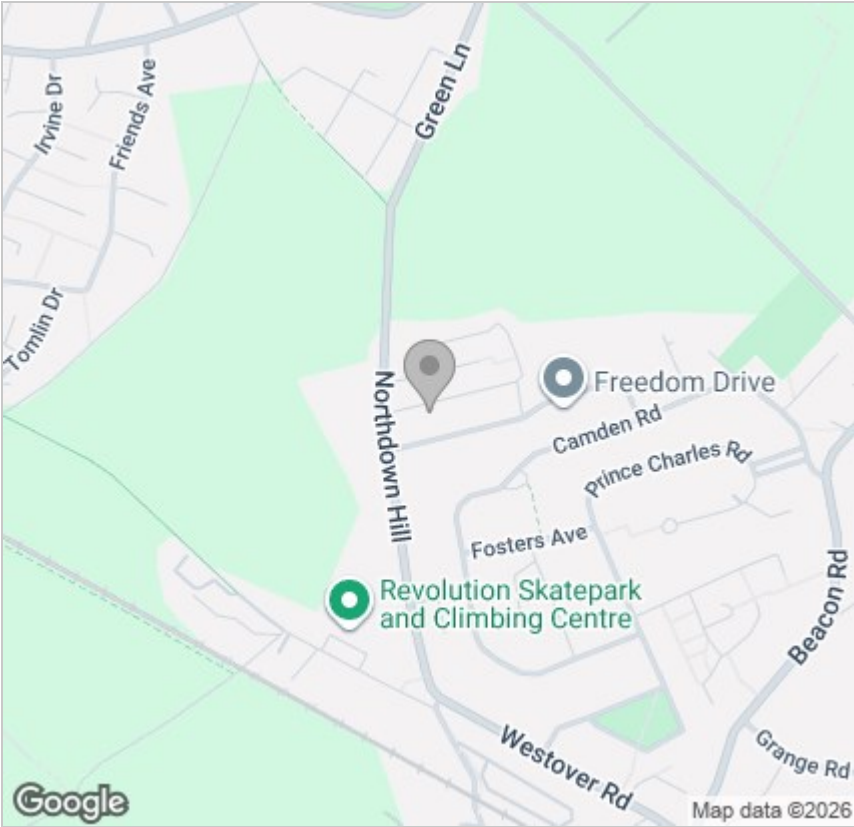 Irvine Dr
Friends Ave
Green Ln
Tomlin Dr
Northdown Hill
Freedom Drive
Camden Rd
Prince Charles Rd
Fosters Ave
Revolution Skatepark
and Climbing Centre
Beacon Rd
Westover Rd
Grange Rd
Google
Map data ©2026